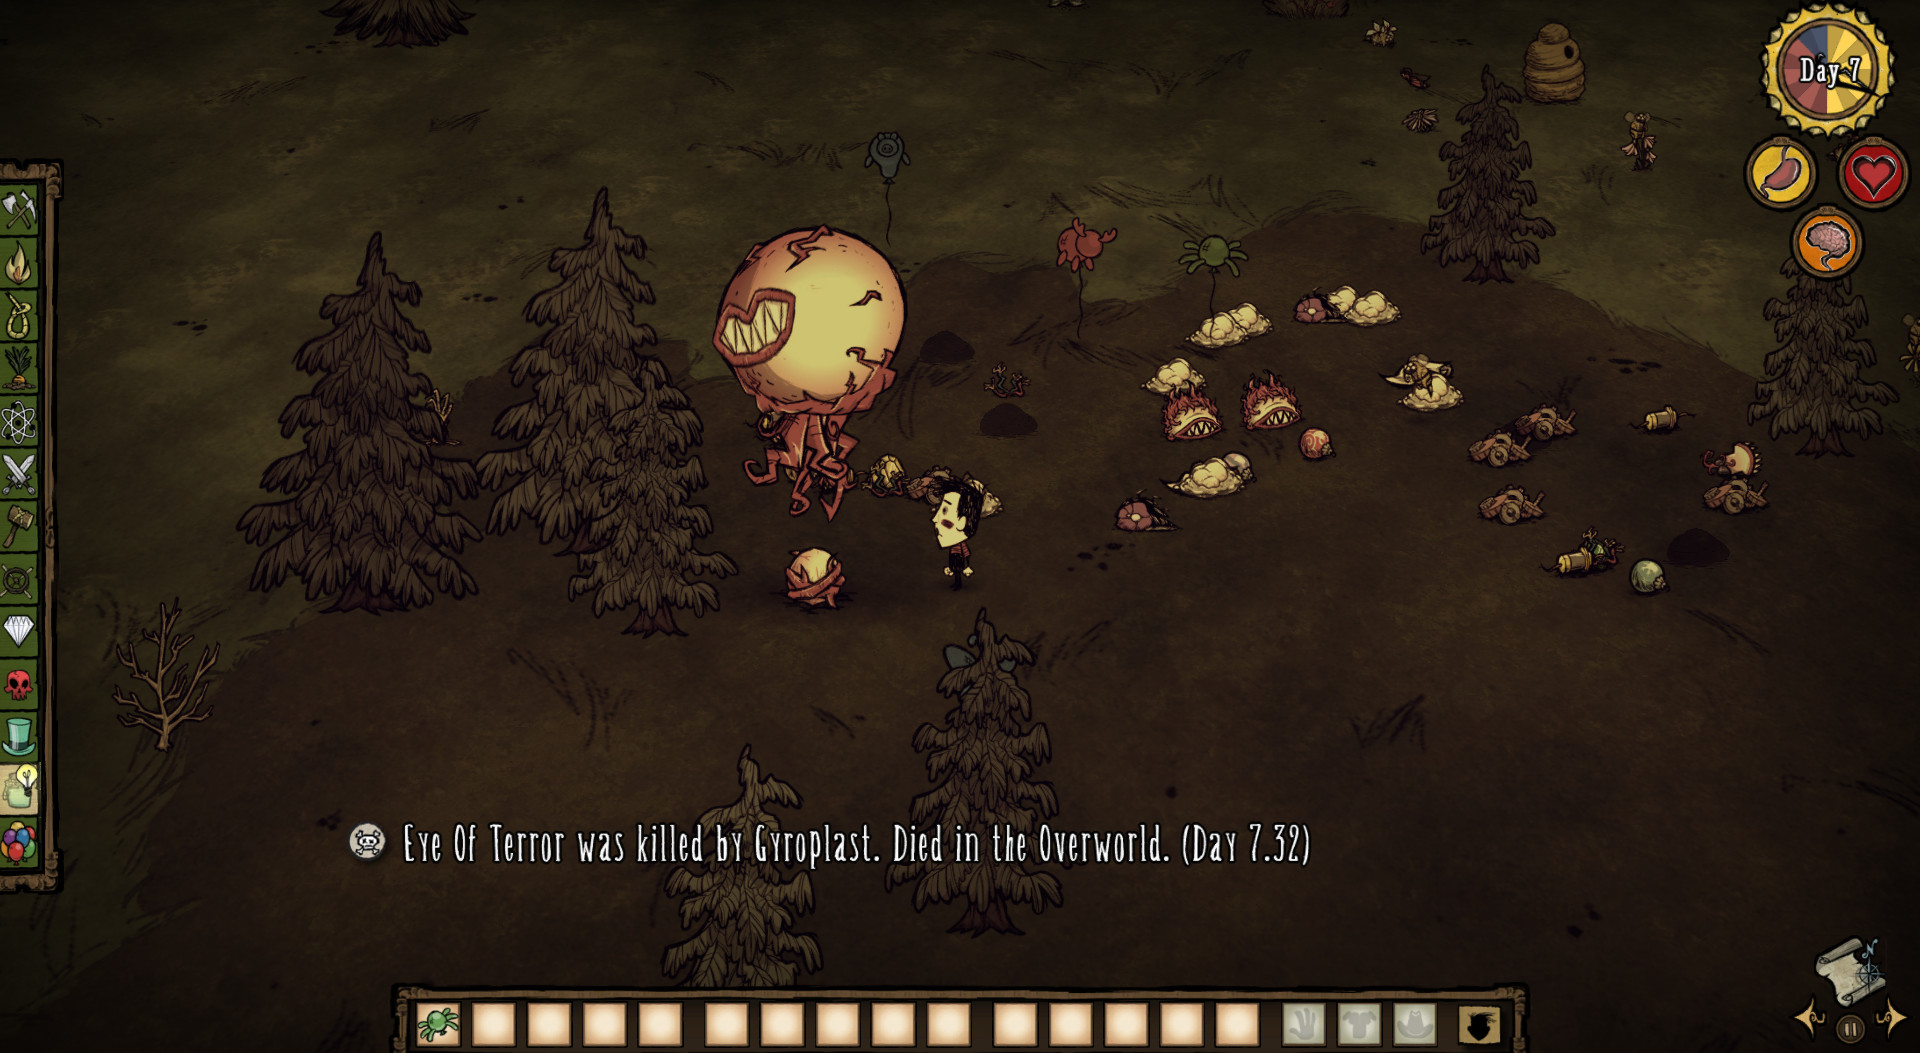 Day 7
Eye Of Terror was killed by Gyroplast. Died in the Overworld. (Day 7.32)
N